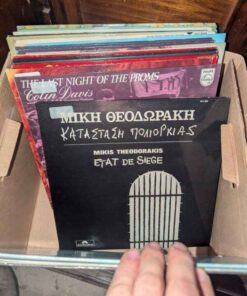 THE LAST NIGHT OF THE PROMS
Colin Davis
PHILIPS
ΜΙΚΗ ΘΕΟΔΩΡΑΚΗ
ΚΑΤΑΣΤΑΣΗ ΠΟΛΙΟΡΚΙΑΣ
MIKIS THEODORAKIS
ETAT DE SIEGE